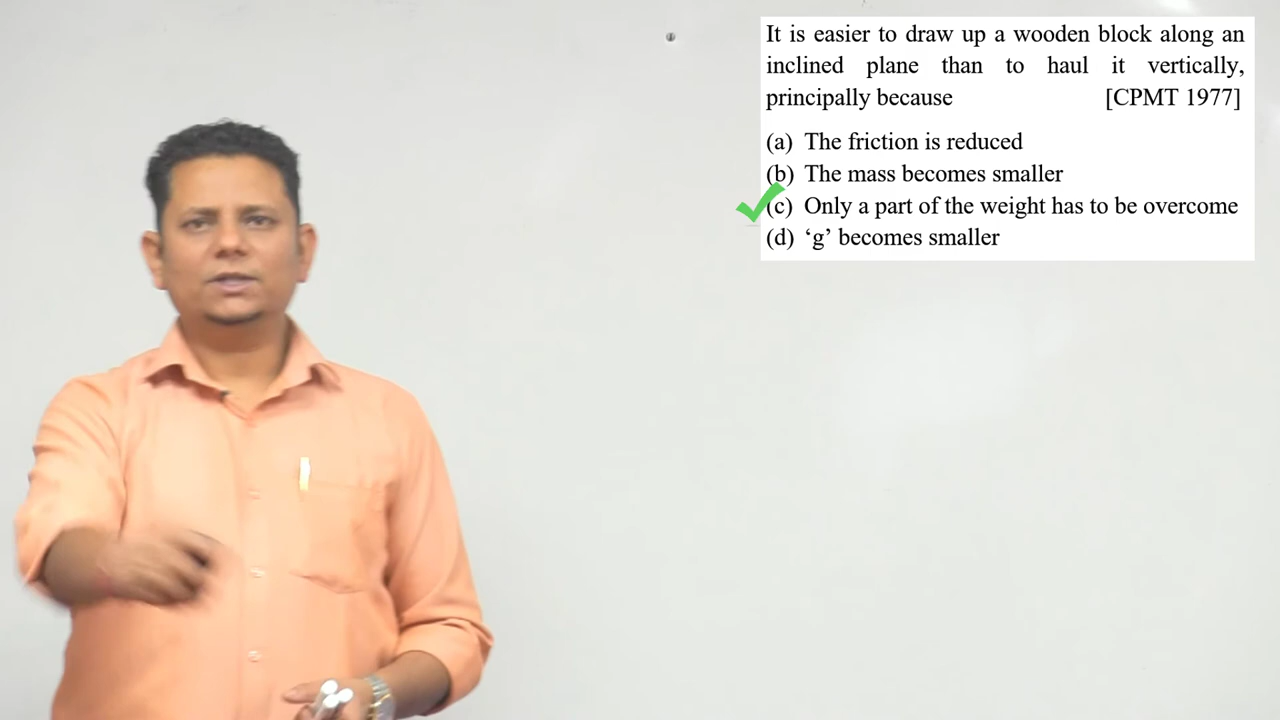 It is easier to draw up a wooden block along an
inclined plane than to haul it vertically,
principally because [CPMT 1977]
(a) The friction is reduced
(b) The mass becomes smaller
(c) Only a part of the weight has to be overcome
(d) ‘g’ becomes smaller